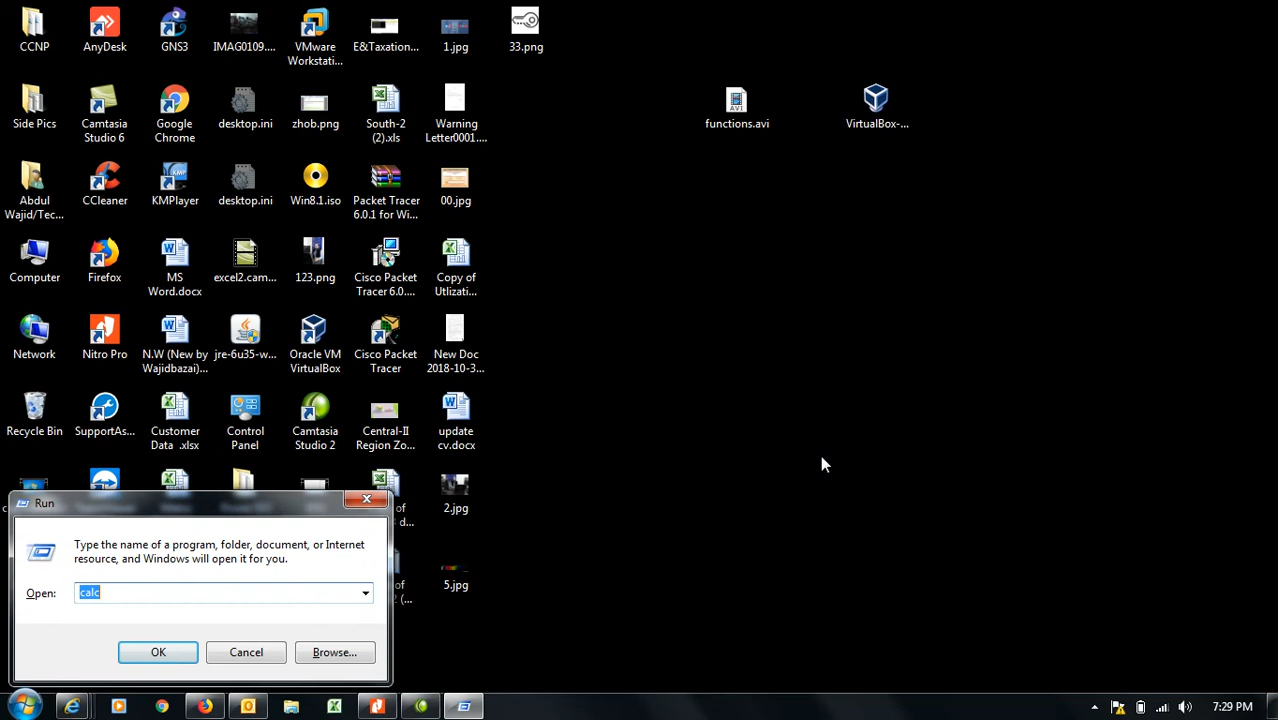 CCNP
AnyDesk
GNS3
IMAG0109....
VMware
Workstati...
E&Taxation...
1.jpg
33.png
Side Pics
Camtasia
Studio 6
Google
Chrome
desktop.ini
zhob.png
South-2
(2).xls
Warning
Letter0001....
functions.avi
AVI
VirtualBox-...
Abdul
Wajid/Tec...
CCleaner
KMPlayer
desktop.ini
Win8.1.iso
Packet Tracer
6.0.1 for Wi...
00.jpg
Computer
Firefox
MS
Word.docx
excel2.cam...
123.png
Cisco Packet
Tracer 6.0....
Copy of
Utlizati...
Network
Nitro Pro
N.W (New by
Wajidbazai)...
jre-6u35-w...
Oracle VM
VirtualBox
Cisco Packet
Tracer
New Doc
2018-10-3...
Recycle Bin
SupportAs...
Customer
Data .xlsx
Control
Panel
Camtasia
Studio 2
Central-II
Region Zo...
update
cv.docx
2.jpg
5.jpg
Run
Type the name of a program, folder, document, or Internet
resource, and Windows will open it for you.
Open:
calc
OK
Cancel
Browse...
7:29 PM